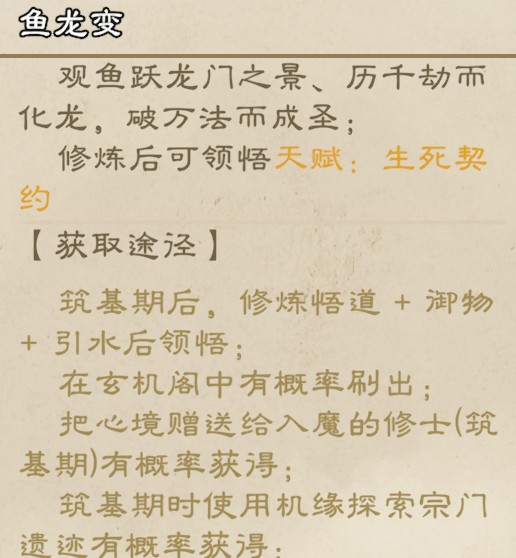 鱼龙变
观鱼跃龙门之景、历千劫而
化龙，破万法而成圣；
修炼后可领悟天赋：生死契
约
【获取途径】
筑基期后，修炼悟道 + 御物
+ 引水后领悟；
在玄机阁中有概率刷出；
把心境赠送给入魔的修士(筑
基期)有概率获得；
筑基期时使用机缘探索宗门
遗迹有概率获得；